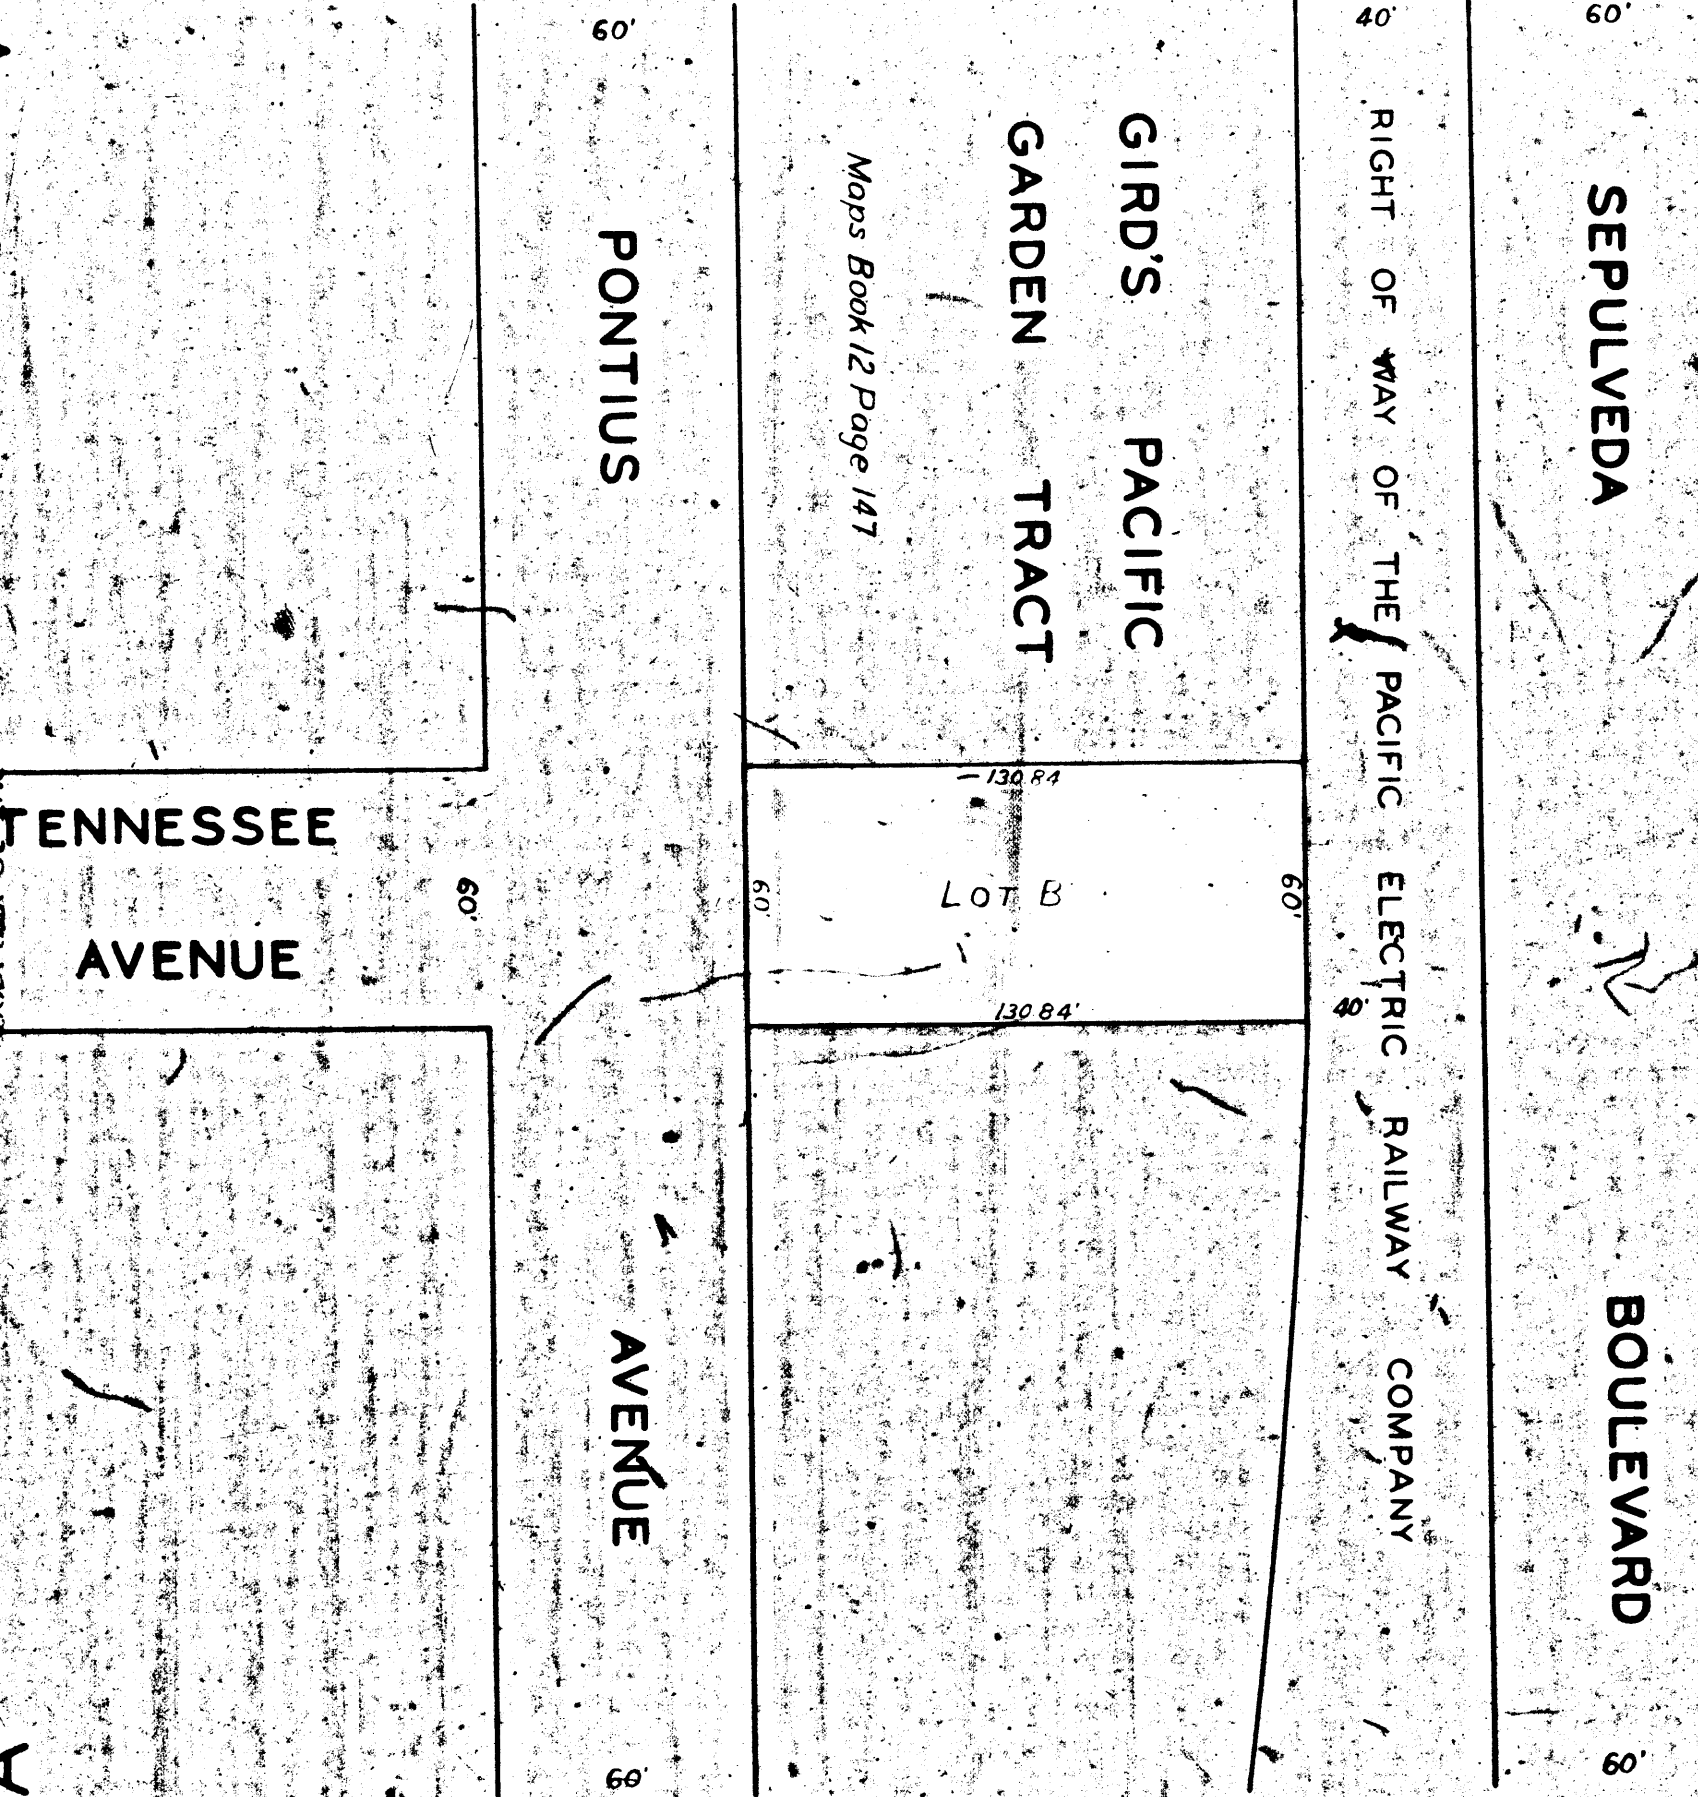 60'
40'
60'
PONTIUS
Maps Book 12 Page 147
GARDEN TRACT
GIRD'S PACIFIC
RIGHT OF WAY OF THE PACIFIC ELECTRIC RAILWAY COMPANY
SEPULVEDA
130.84
TENNESSEE
60'
60'
LOT B
60'
AVENUE
130.84'
40'
AVENUE
BOULEVARD
60'
60'